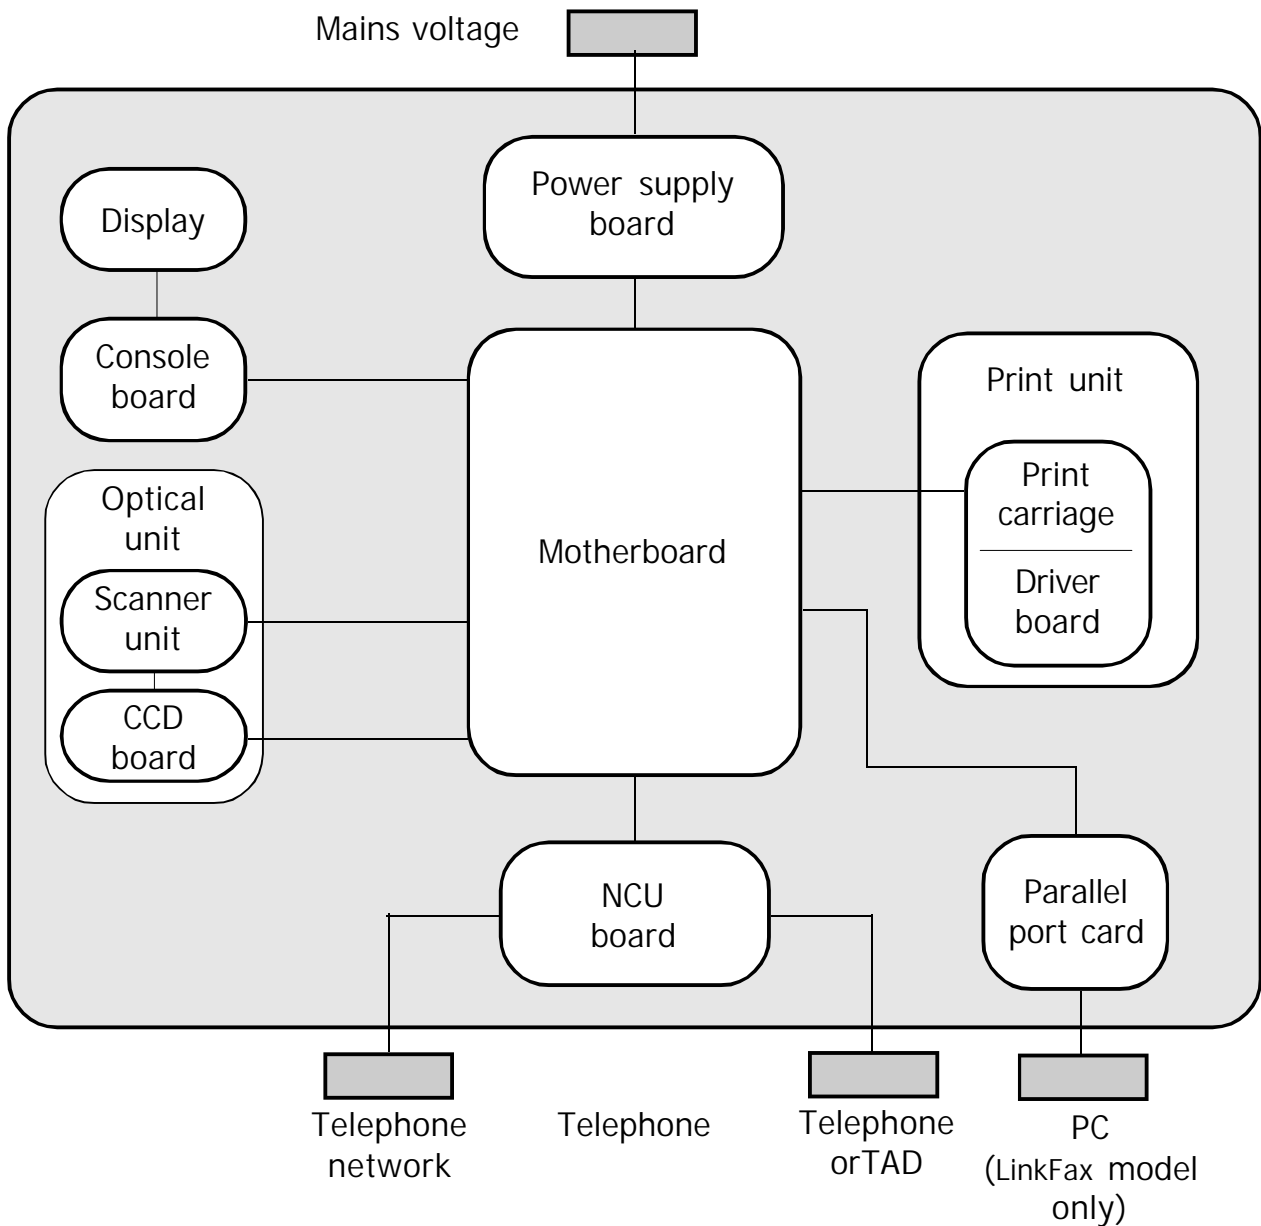 Mains voltage
Power supply
board
Display
Console
board
Print unit
Print
carriage
Driver
board
Optical
unit
Scanner
unit
CCD
board
Motherboard
NCU
board
Parallel
port card
Telephone
network
Telephone
Telephone
orTAD
PC
(LinkFax model
only)